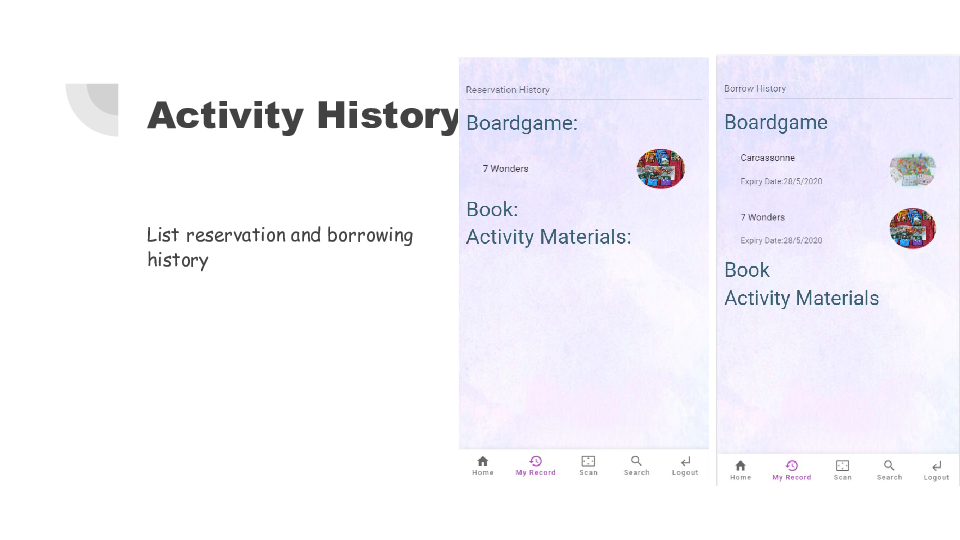 Activity History
List reservation and borrowing
history
Reservation History
Boardgame:
7 Wonders
Book:
Activity Materials:
Home My Record Scan Search Logout
Borrow History
Boardgame
Carcassonne
Expiry Date:28/5/2020
7 Wonders
Expiry Date:28/5/2020
Book
Activity Materials
Home My Record Scan Search Logout